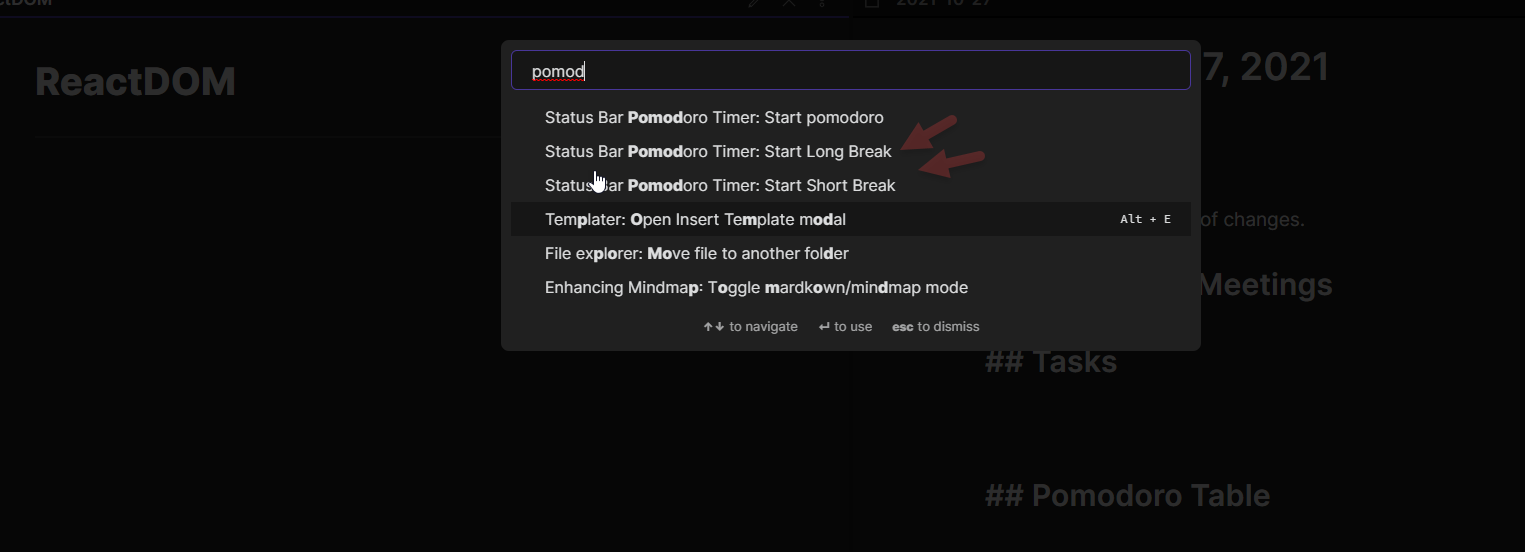 2021-10-27
ReactDOM
7, 2021
pomod
Status Bar Pomodoro Timer: Start pomodoro
Status Bar Pomodoro Timer: Start Long Break
Status Bar Pomodoro Timer: Start Short Break
Templater: Open Insert Template modal Alt + E
of changes.
File explorer: Move file to another folder
Enhancing Mindmap: Toggle mardkown/mindmap mode
Meetings
↑↓ to navigate ↵ to use esc to dismiss
## Tasks
## Pomodoro Table